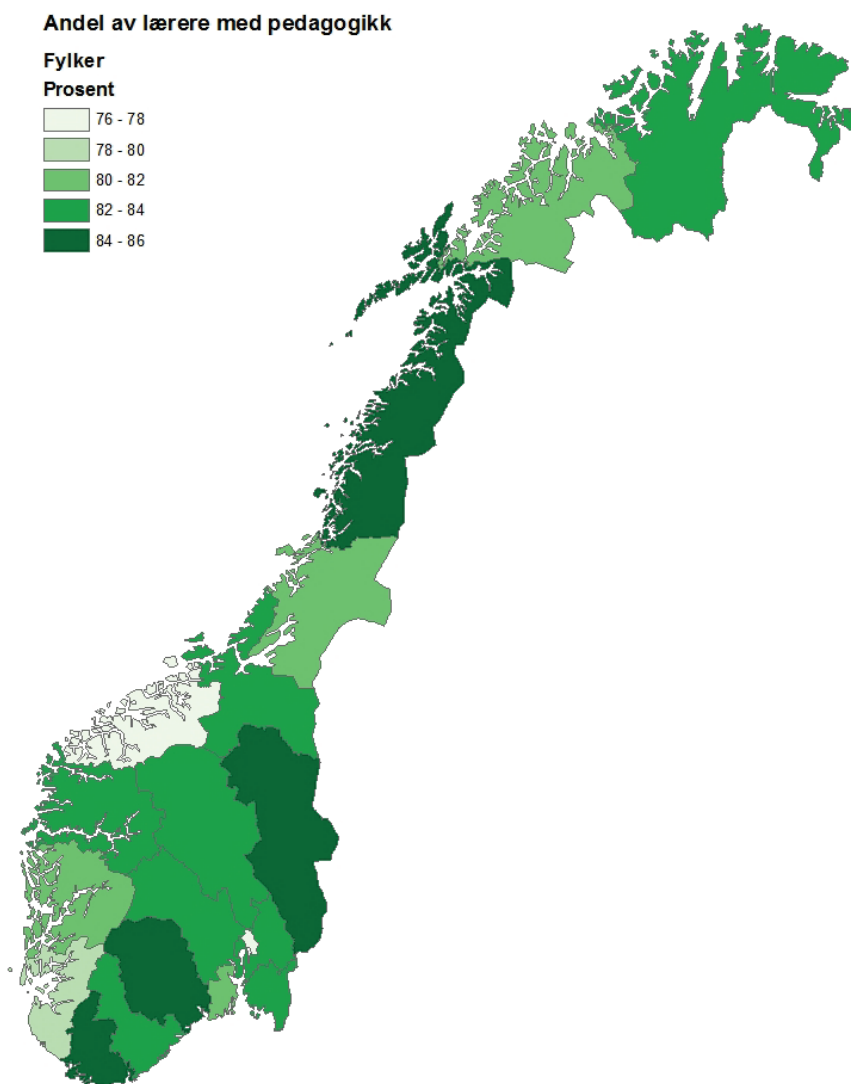 Andel av lærere med pedagogikk
Fylker
Prosent
76 - 78
78 - 80
80 - 82
82 - 84
84 - 86